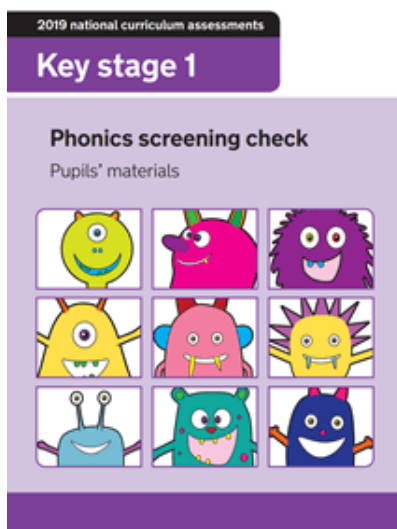 2019 national curriculum assessments
Key stage 1
Phonics screening check
Pupils’ materials